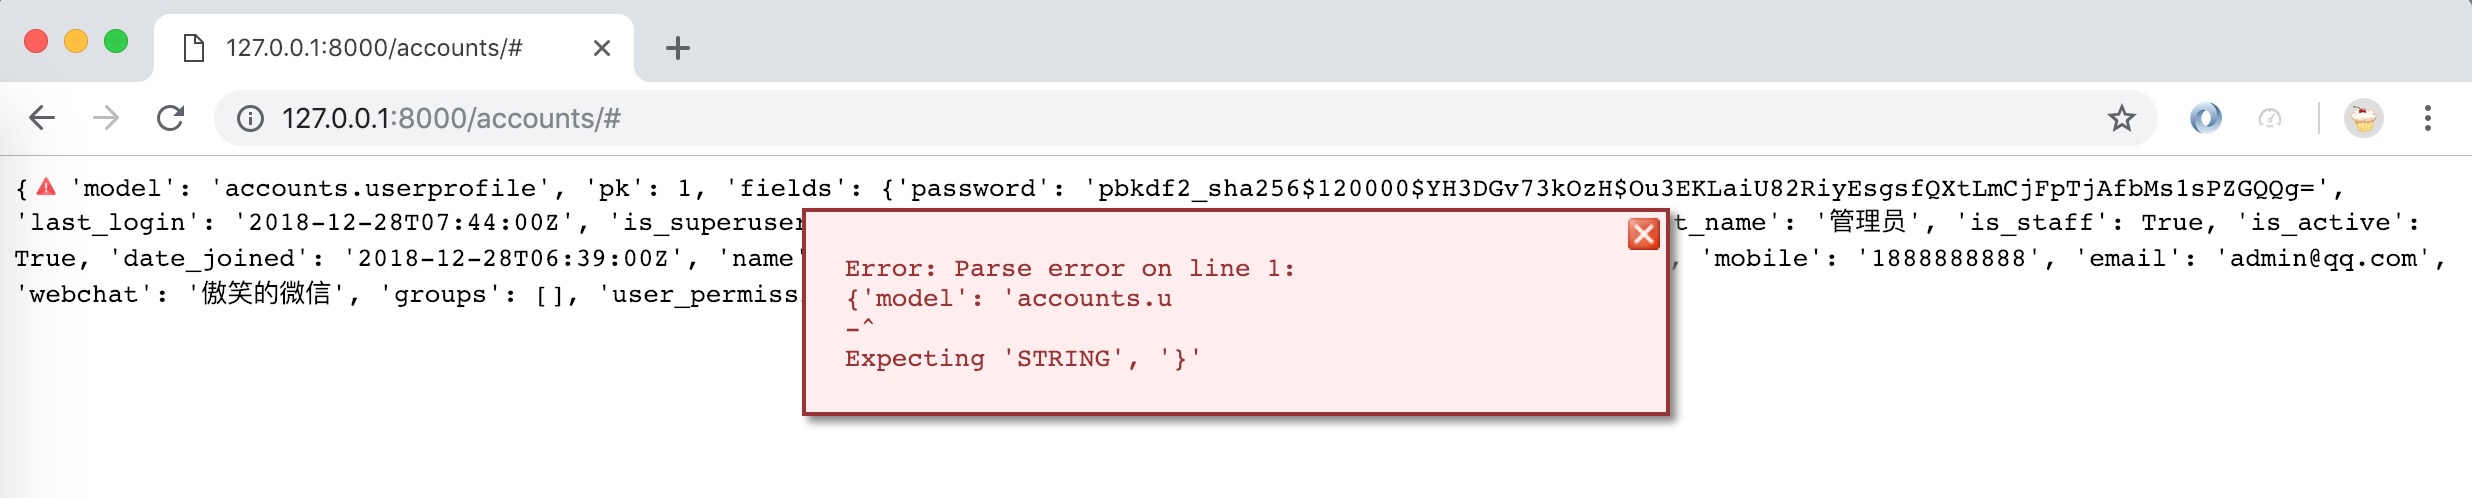 127.0.0.1:8000/accounts/#
127.0.0.1:8000/accounts/#
{ 'model': 'accounts.userprofile', 'pk': 1, 'fields': {'password': 'pbkdf2_sha256$120000$YH3DGv73kOzH$Ou3EKLaiU82RiyEsgsfQXtLmCjFpTjAfbMs1sPZGQQg=',
'last_login': '2018-12-28T07:44:00Z', 'is_superuser t_name': '管理员', 'is_staff': True, 'is_active':
True, 'date_joined': '2018-12-28T06:39:00Z', 'name' , 'mobile': '1888888888', 'email': 'admin@qq.com',
'webchat': '傲笑的微信', 'groups': [], 'user_permiss
Error: Parse error on line 1:
{'model': 'accounts.u
-^
Expecting 'STRING', '}'